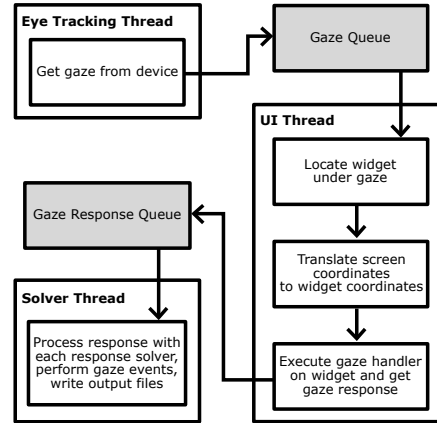 Eye Tracking Thread
Get gaze from device
Gaze Queue
UI Thread
Locate widget
under gaze
Translate screen
coordinates
to widget coordinates
Execute gaze handler
on widget and get
gaze response
Gaze Response Queue
Solver Thread
Process response with
each response solver,
perform gaze events,
write output files